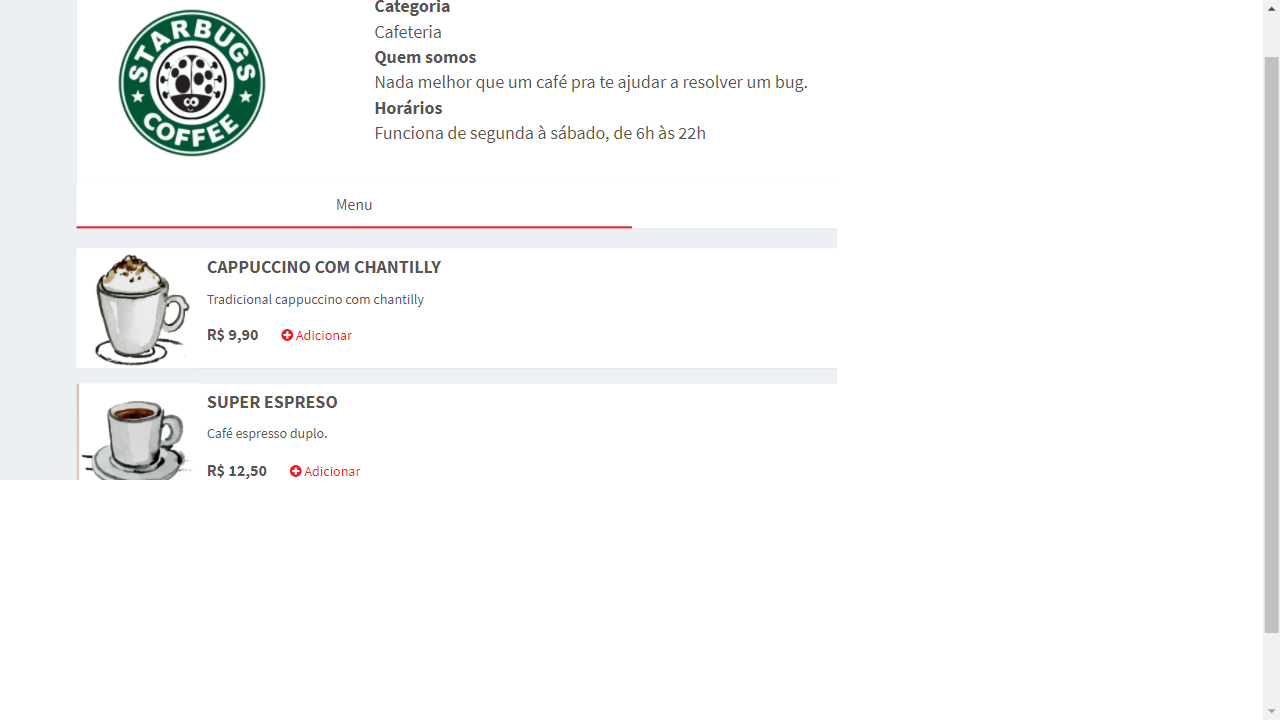 STARBUGS
COFFEE
Categoria
Cafeteria
Quem somos
Nada melhor que um café pra te ajudar a resolver um bug.
Horários
Funciona de segunda à sábado, de 6h às 22h
Menu
CAPPUCCINO COM CHANTILLY
Tradicional cappuccino com chantilly
R$ 9,90 Adicionar
SUPER ESPRESO
Café espresso duplo.
R$ 12,50 Adicionar